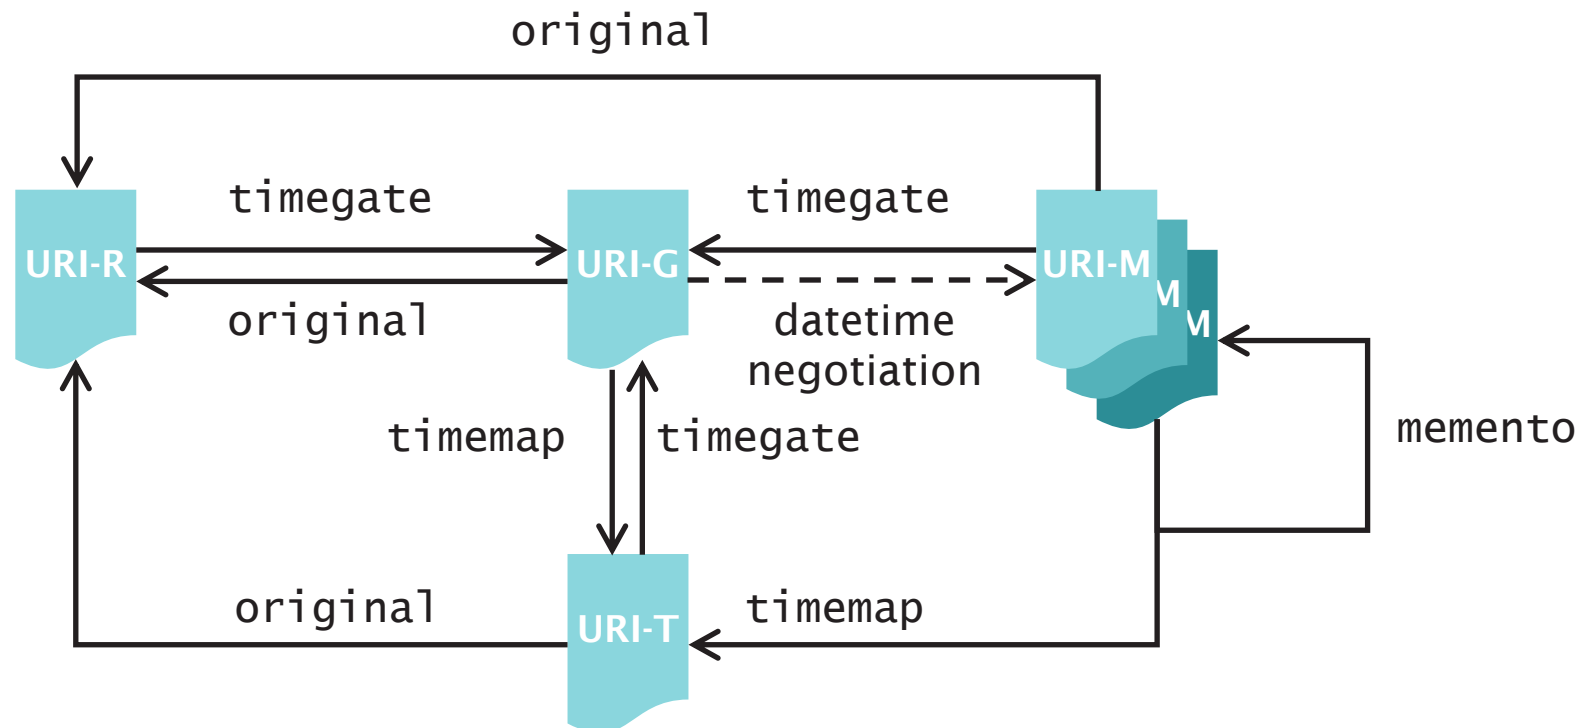 original
timegate
timegate
URI-R
URI-G
URI-M
M
M
original
datetime
negotiation
timemap
timegate
memento
original
timemap
URI-T